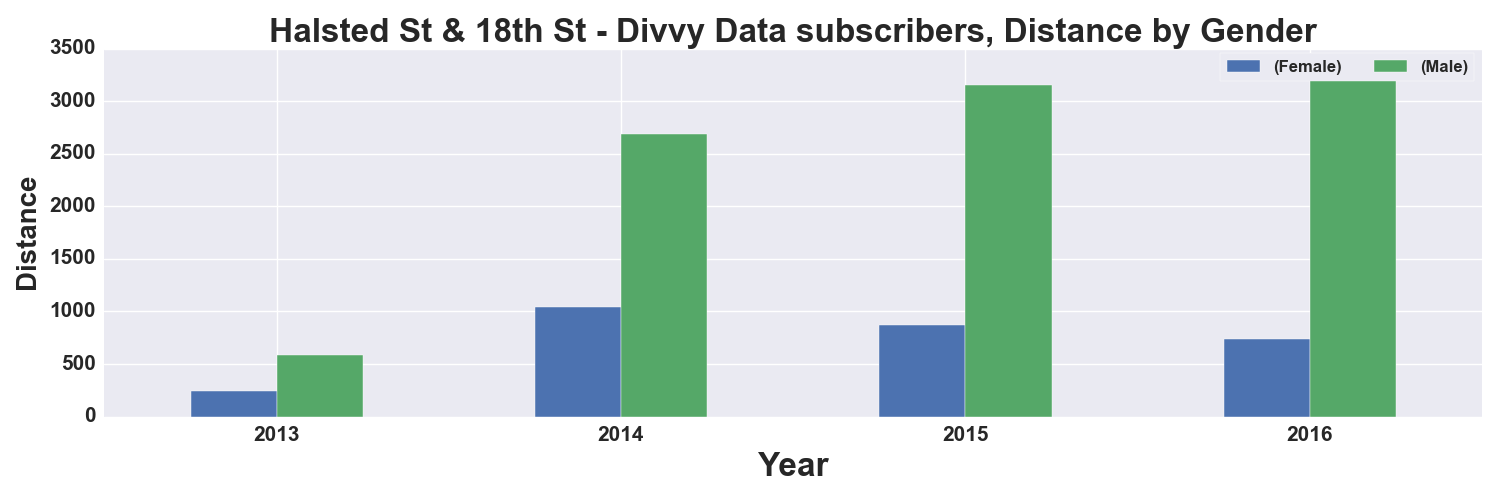 Halsted St & 18th St - Divvy Data subscribers, Distance by Gender
(Female) (Male)
Distance
3500
3000
2500
2000
1500
1000
500
0
2013 2014 2015 2016
Year